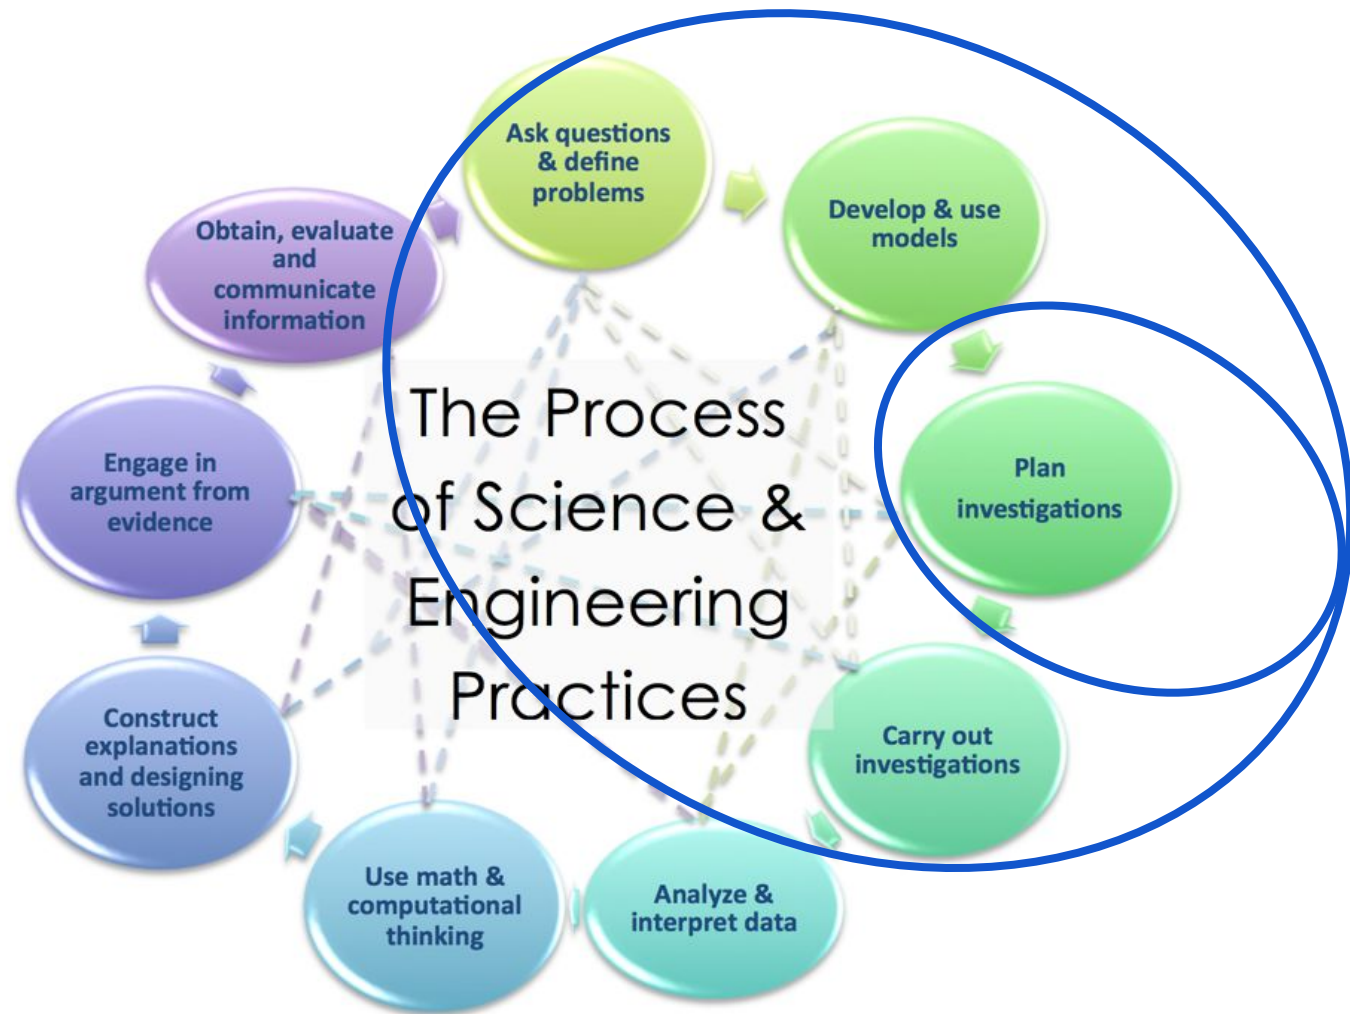 Ask questions
& define
problems
Develop & use
models
Plan
investigations
Carry out
investigations
Analyze &
interpret data
Use math &
computational
thinking
Construct
explanations
and designing
solutions
Engage in
argument from
evidence
Obtain, evaluate
and
communicate
information
The Process
of Science &
Engineering
Practices